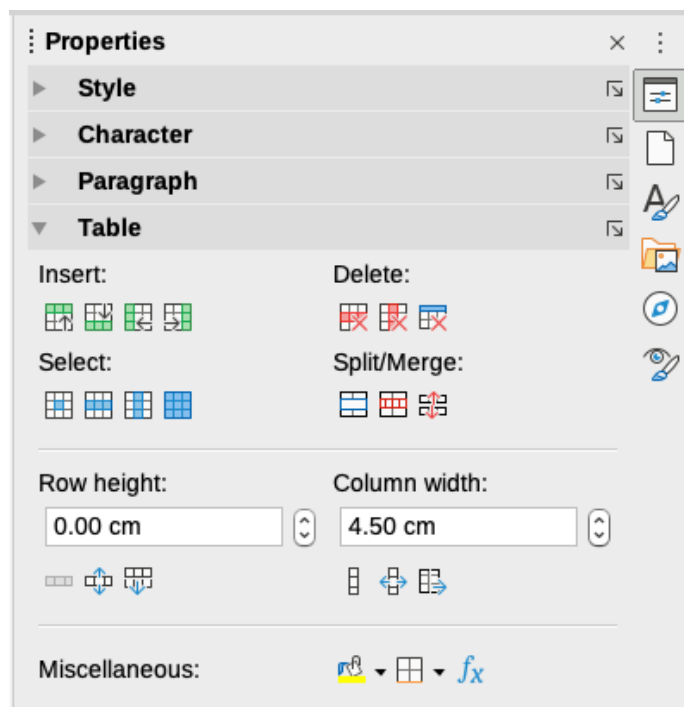 Properties
Style
Character
Paragraph
Table
Insert: Delete:
Select: Split/Merge:
Row height: Column width:
0.00 cm 4.50 cm
Miscellaneous: